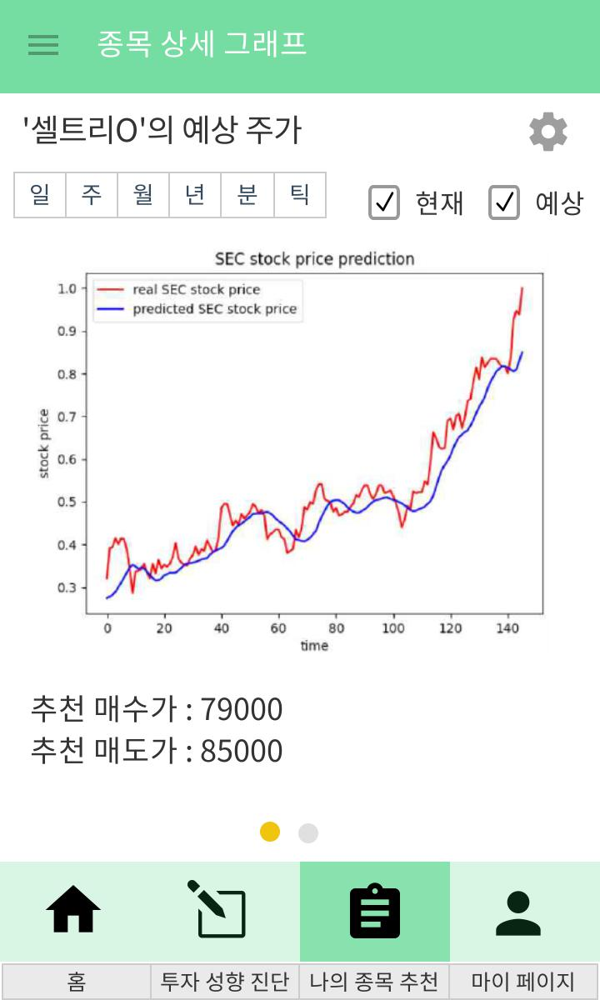 종목 상세 그래프
'셀트리O'의 예상 주가
일 주 월 년 분 틱
현재 예상
SEC stock price prediction
real SEC stock price
predicted SEC stock price
1.0
0.9
0.8
0.7
0.6
0.5
0.4
0.3
stock price
0 20 40 60 80 100 120 140
time
추천 매수가 : 79000
추천 매도가 : 85000
홈 투자 성향 진단 나의 종목 추천 마이 페이지